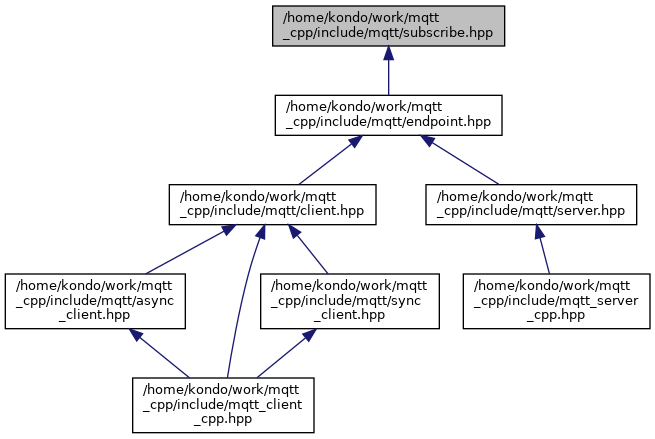 /home/kondo/work/mqtt
_cpp/include/mqtt/subscribe.hpp
/home/kondo/work/mqtt
_cpp/include/mqtt/endpoint.hpp
/home/kondo/work/mqtt
_cpp/include/mqtt/client.hpp
/home/kondo/work/mqtt
_cpp/include/mqtt/server.hpp
/home/kondo/work/mqtt
_cpp/include/mqtt/async
_client.hpp
/home/kondo/work/mqtt
_cpp/include/mqtt/sync
_client.hpp
/home/kondo/work/mqtt
_cpp/include/mqtt_server
_cpp.hpp
/home/kondo/work/mqtt
_cpp/include/mqtt_client
_cpp.hpp